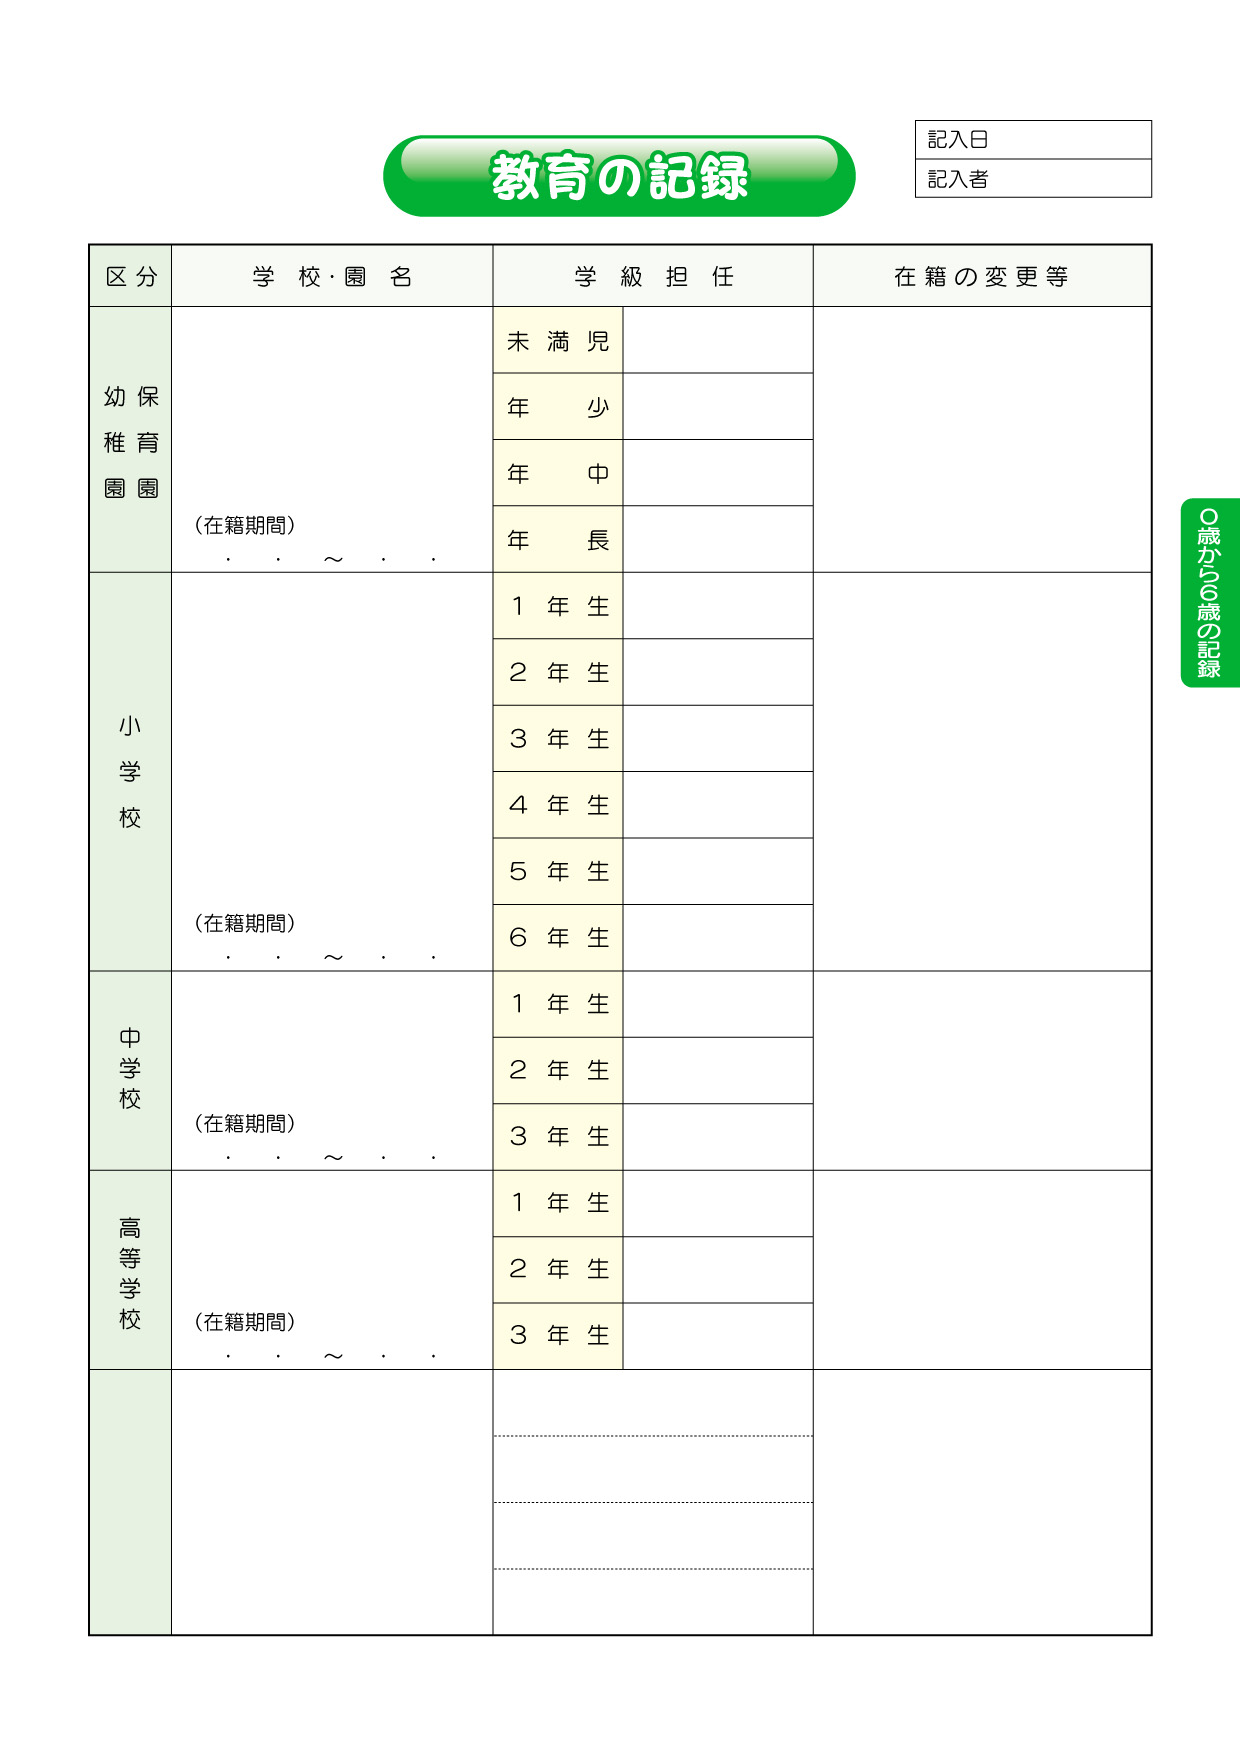 教育の記録
記入日
記入者
区分 学校・園名 学級担任 在籍の変更等
保育園
幼稚園
（在籍期間）
・ ・ ～ ・ ・
未満児
年少
年中
年長
小学校
（在籍期間）
・ ・ ～ ・ ・
1年生
2年生
3年生
4年生
5年生
6年生
中学校
（在籍期間）
・ ・ ～ ・ ・
1年生
2年生
3年生
高等学校
（在籍期間）
・ ・ ～ ・ ・
1年生
2年生
3年生
〇歳から6歳の記録